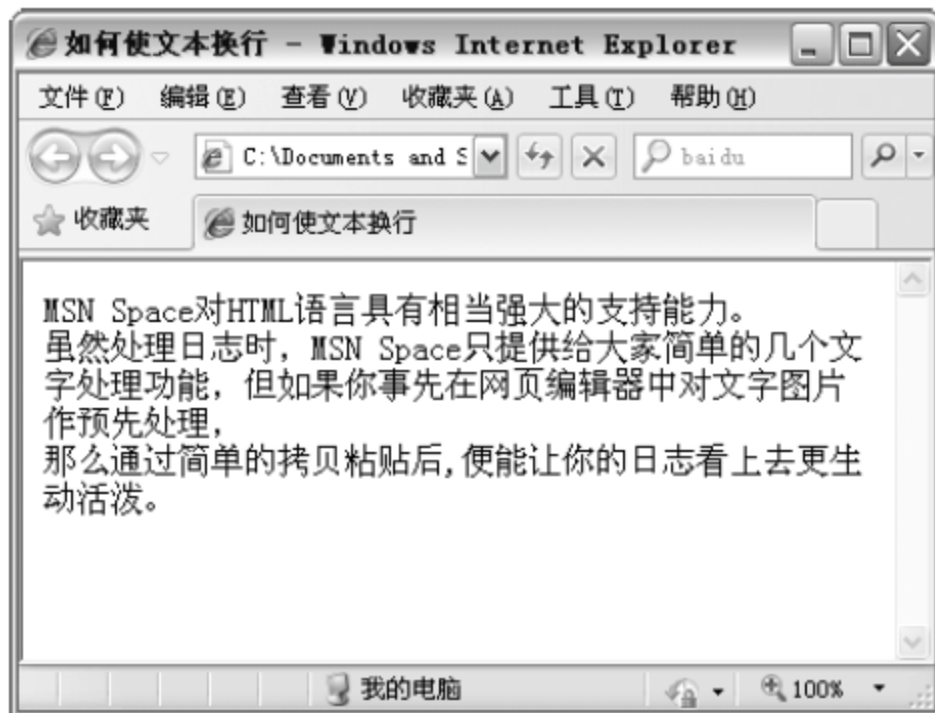 如何使文本换行 - Windows Internet Explorer
文件(F) 编辑(E) 查看(V) 收藏夹(A) 工具(T) 帮助(H)
C:\Documents and S baidu
收藏夹 如何使文本换行
MSN Space对HTML语言具有相当强大的支持能力。
虽然处理日志时，MSN Space只提供给大家简单的几个文
字处理功能，但如果你事先在网页编辑器中对文字图片
作预先处理，
那么通过简单的拷贝粘贴后,便能让你的日志看上去更生
动活泼。
我的电脑 100%